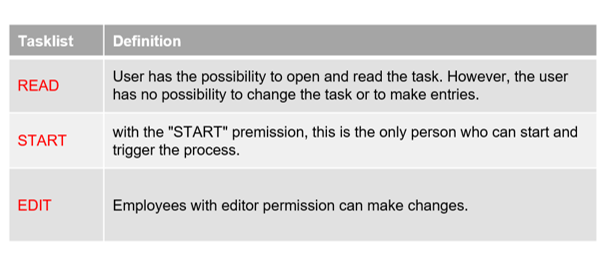 Tasklist Definition
READ
User has the possibility to open and read the task. However, the user
has no possibility to change the task or to make entries.
START
with the "START" premission, this is the only person who can start and
trigger the process.
EDIT
Employees with editor permission can make changes.